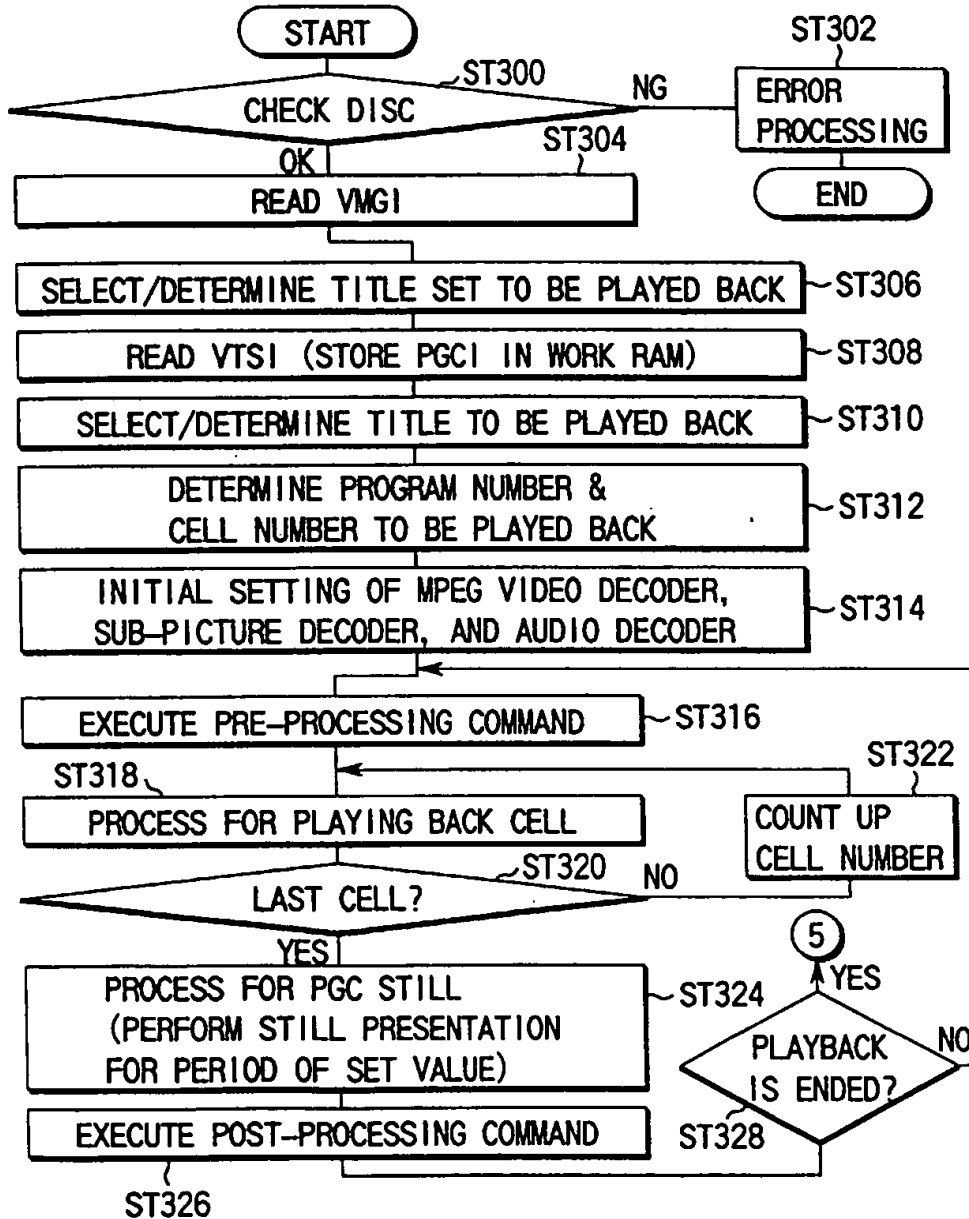 START
ST300
CHECK DISC
NG
ST302
ERROR
PROCESSING
END
OK
ST304
READ VMGI
SELECT/DETERMINE TITLE SET TO BE PLAYED BACK
ST306
READ VTSI (STORE PGCI IN WORK RAM)
ST308
SELECT/DETERMINE TITLE TO BE PLAYED BACK
ST310
DETERMINE PROGRAM NUMBER &
CELL NUMBER TO BE PLAYED BACK
ST312
INITIAL SETTING OF MPEG VIDEO DECODER,
SUB-PICTURE DECODER, AND AUDIO DECODER
ST314
EXECUTE PRE-PROCESSING COMMAND
ST316
ST318
PROCESS FOR PLAYING BACK CELL
ST322
COUNT UP
CELL NUMBER
ST320
LAST CELL?
NO
YES
PROCESS FOR PGC STILL
(PERFORM STILL PRESENTATION
FOR PERIOD OF SET VALUE)
ST324
EXECUTE POST-PROCESSING COMMAND
ST326
5
YES
PLAYBACK
IS ENDED?
NO
ST328